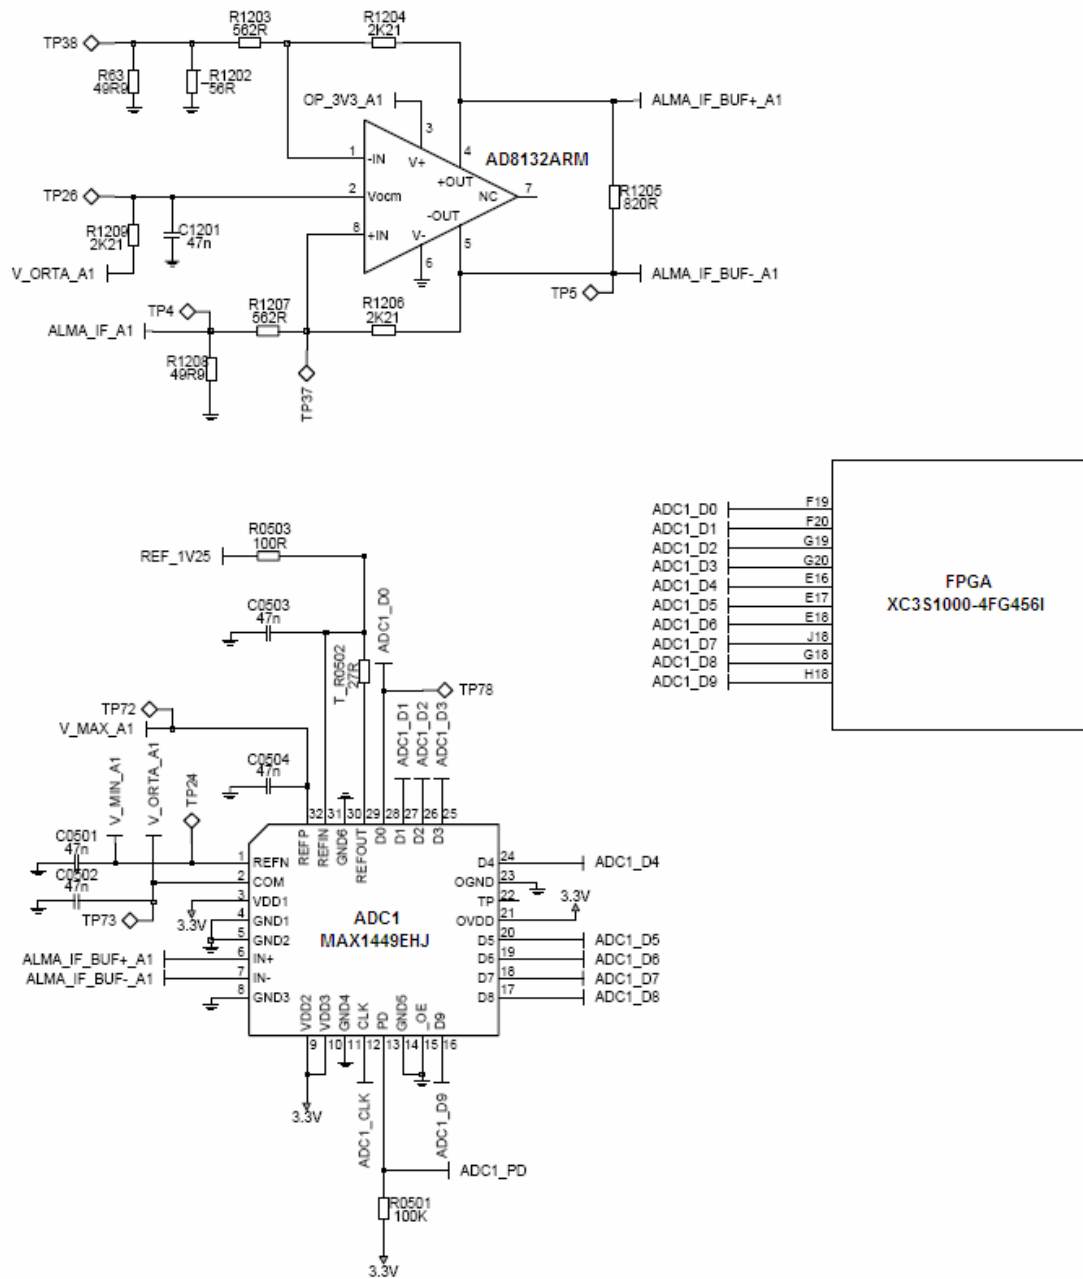 R1203
562R
R1204
2K21
TP38
R63
49R9
R1202
56R
OP_3V3_A1
ALMA_IF_BUF+_A1
3
4
AD8132ARM
1
-IN
V+
+OUT
TP26
2
Vocm
NC
7
R1205
820R
R1209
2K21
C1201
47n
-OUT
8
+IN
V-
5
6
V_ORTA_A1
ALMA_IF_BUF-_A1
TP5
TP4
R1207
562R
R1206
2K21
ALMA_IF_A1
R1208
49R9
TP37
ADC1_D0 F19
ADC1_D1 F20
ADC1_D2 G19
ADC1_D3 G20
ADC1_D4 E16
ADC1_D5 E17
ADC1_D6 E18
ADC1_D7 J18
ADC1_D8 G18
ADC1_D9 H18
FPGA
XC3S1000-4FG456I
R0503
100R
REF_1V25
C0503
47n
ADC1_D0
T_R0502
27R
TP78
TP72
V_MAX_A1
ADC1_D1
ADC1_D2
ADC1_D3
C0504
47n
V_MIN_A1
V_ORTA_A1
TP24
32 31 30 29 28 27 26 25
REFP
REFIN
GND6
REFOUT
D0
D1
D2
D3
C0501
47n
C0502
47n
1 REFN
2 COM
3 VDD1
4 GND1
5 GND2
6 IN+
7 IN-
8 GND3
TP73
3.3V
ALMA_IF_BUF+_A1
ALMA_IF_BUF-_A1
ADC1
MAX1449EHJ
D4 24 ADC1_D4
OGND 23
TP 22
3.3V
OVDD 21
D5 20 ADC1_D5
D6 19 ADC1_D6
D7 18 ADC1_D7
D8 17 ADC1_D8
VDD2
VDD3
GND4
CLK
PD
GND5
_OE
D9
9 10 11 12 13 14 15 16
3.3V
ADC1_CLK
ADC1_D9
ADC1_PD
R0501
100K
3.3V